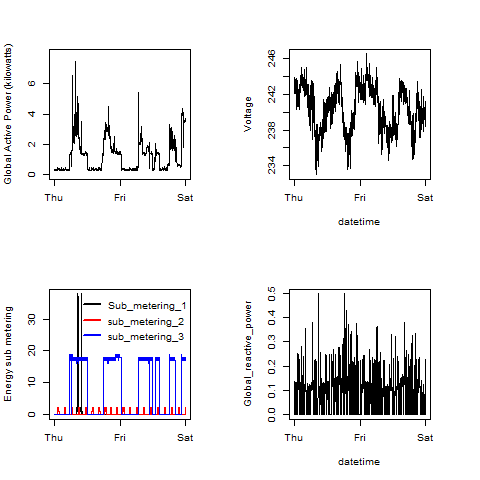 Global Active Power (kilowatts)
0 2 4 6
Thu Fri Sat
Voltage
234 238 242 246
Thu Fri Sat
datetime
Energy sub metering
0 10 20 30
Sub_metering_1
sub_metering_2
sub_metering_3
Thu Fri Sat
Global_reactive_power
0.0 0.1 0.2 0.3 0.4 0.5
Thu Fri Sat
datetime